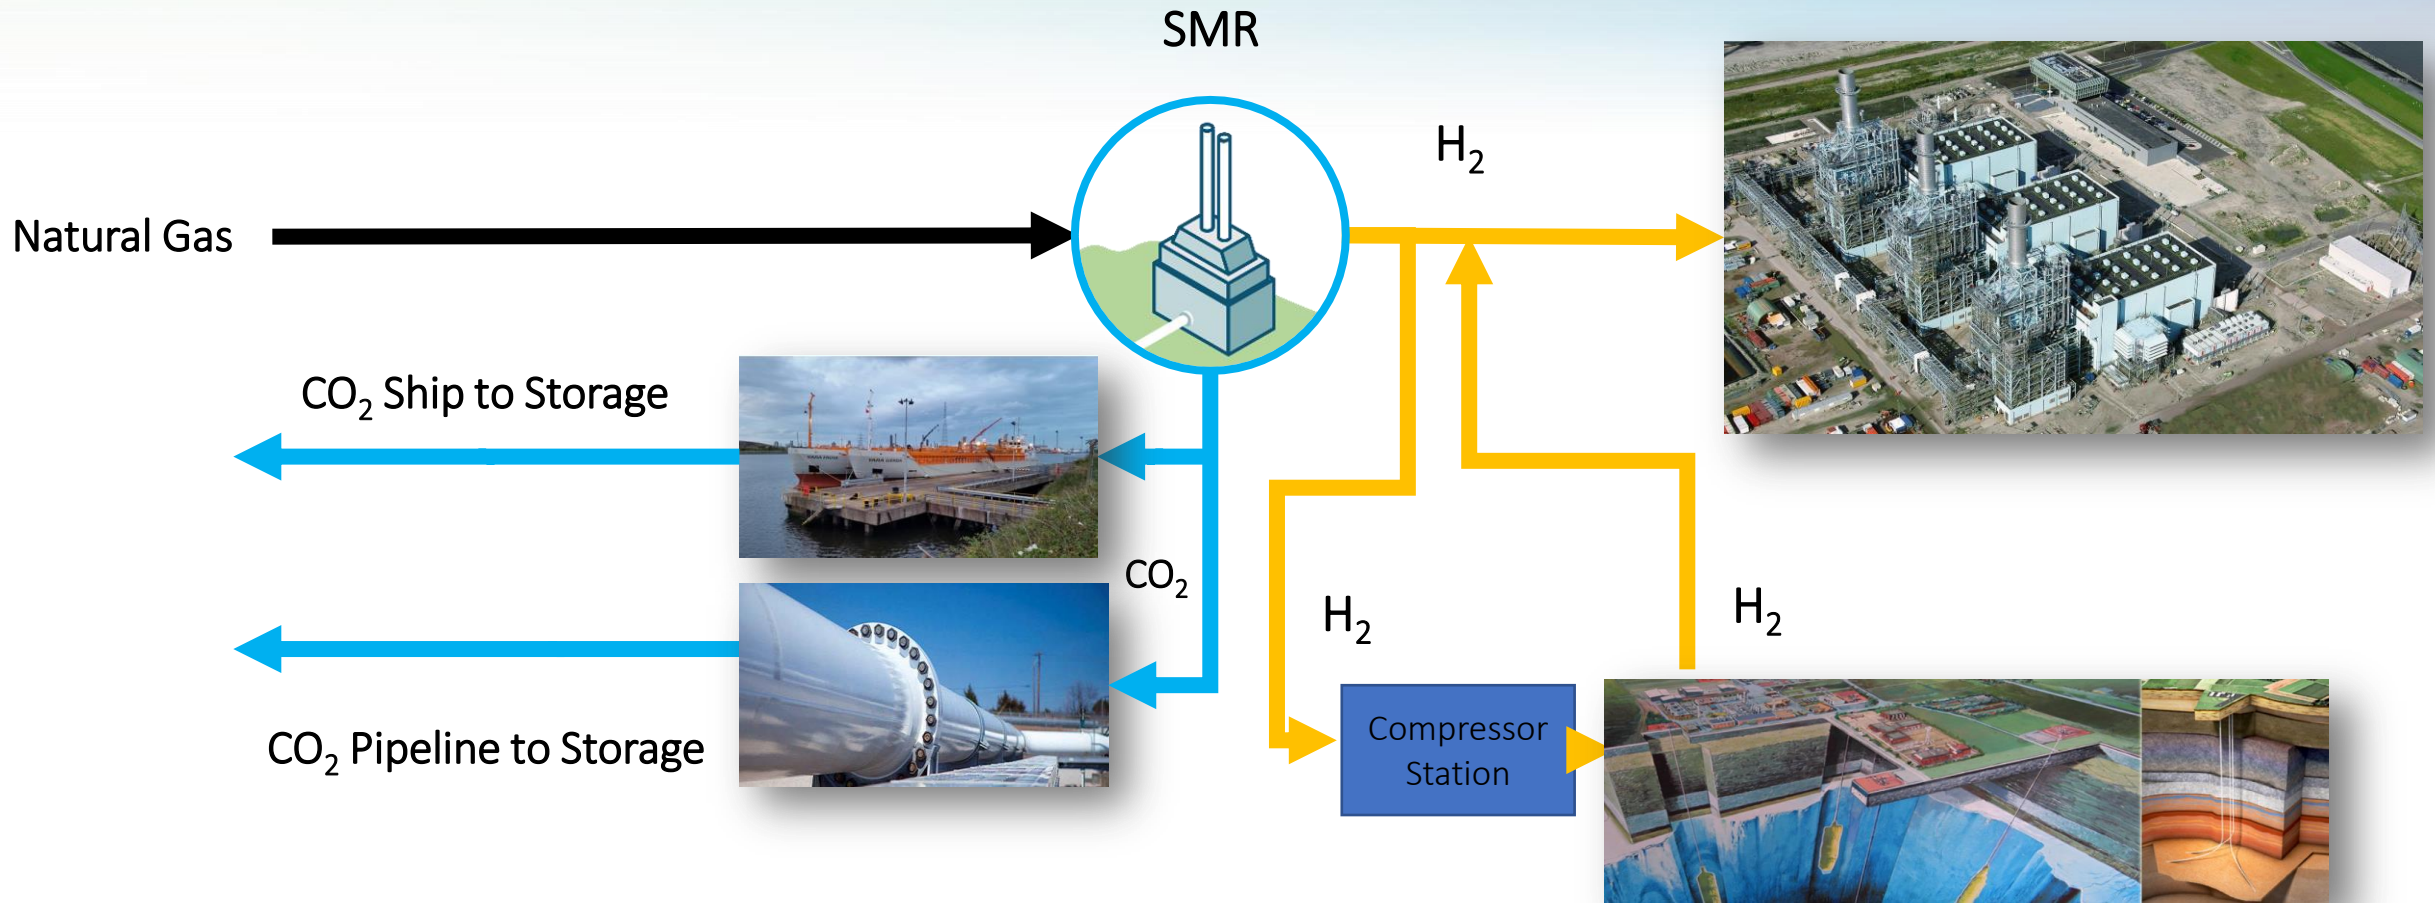 SMR
H₂
Natural Gas
CO₂ Ship to Storage
CO₂
H₂
H₂
Compressor
Station
CO₂ Pipeline to Storage